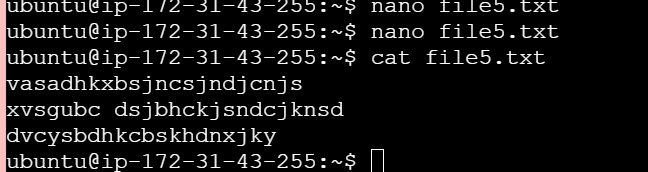 ubuntu@ip-172-31-43-255:~$ nano file5.txt
ubuntu@ip-172-31-43-255:~$ nano file5.txt
ubuntu@ip-172-31-43-255:~$ cat file5.txt
vasadhkxbsjncsjndjcnjs
xvsgubc dsjbhckjsndcjknsd
dvcysbdhkcbskhdnxjky
ubuntu@ip-172-31-43-255:~$